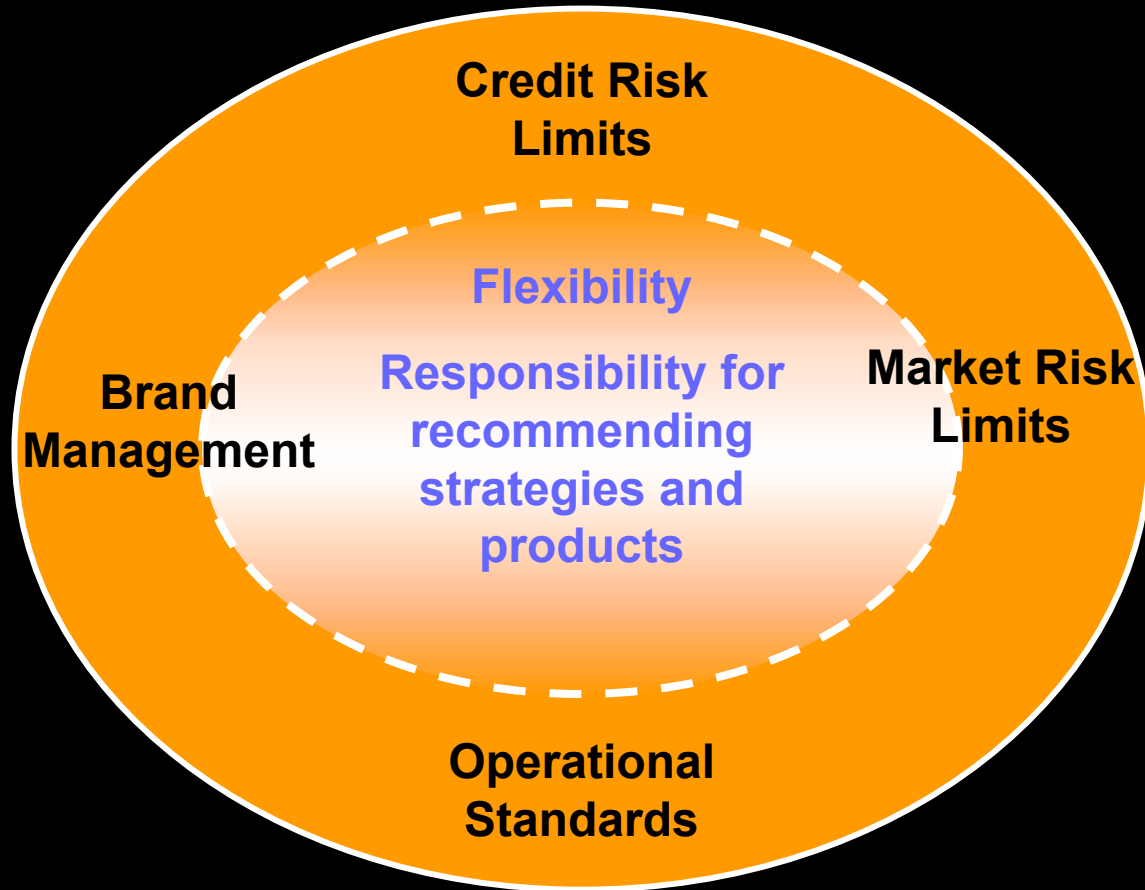 Credit Risk
Limits
Flexibility
Responsibility for
recommending
strategies and
products
Brand
Management
Market Risk
Limits
Operational
Standards